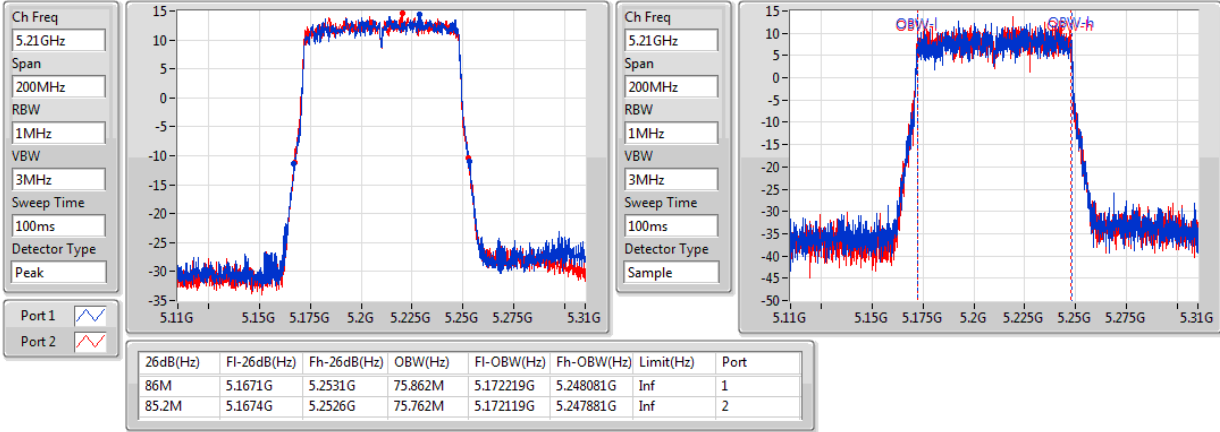 Ch Freq
5.21GHz
Span
200MHz
RBW
1MHz
VBW
3MHz
Sweep Time
100ms
Detector Type
Peak
Port 1
Port 2
15
10
5
0
-5
-10
-15
-20
-25
-30
-35
5.11G 5.15G 5.175G 5.2G 5.225G 5.25G 5.275G 5.31G
Ch Freq
5.21GHz
Span
200MHz
RBW
1MHz
VBW
3MHz
Sweep Time
100ms
Detector Type
Sample
OBW-l OBW-h
15
10
5
0
-5
-10
-15
-20
-25
-30
-35
-40
-45
-50
5.11G 5.15G 5.175G 5.2G 5.225G 5.25G 5.275G 5.31G
26dB(Hz) Fl-26dB(Hz) Fh-26dB(Hz) OBW(Hz) Fl-OBW(Hz) Fh-OBW(Hz) Limit(Hz) Port
86M 5.1671G 5.2531G 75.862M 5.172219G 5.248081G Inf 1
85.2M 5.1674G 5.2526G 75.762M 5.172119G 5.247881G Inf 2